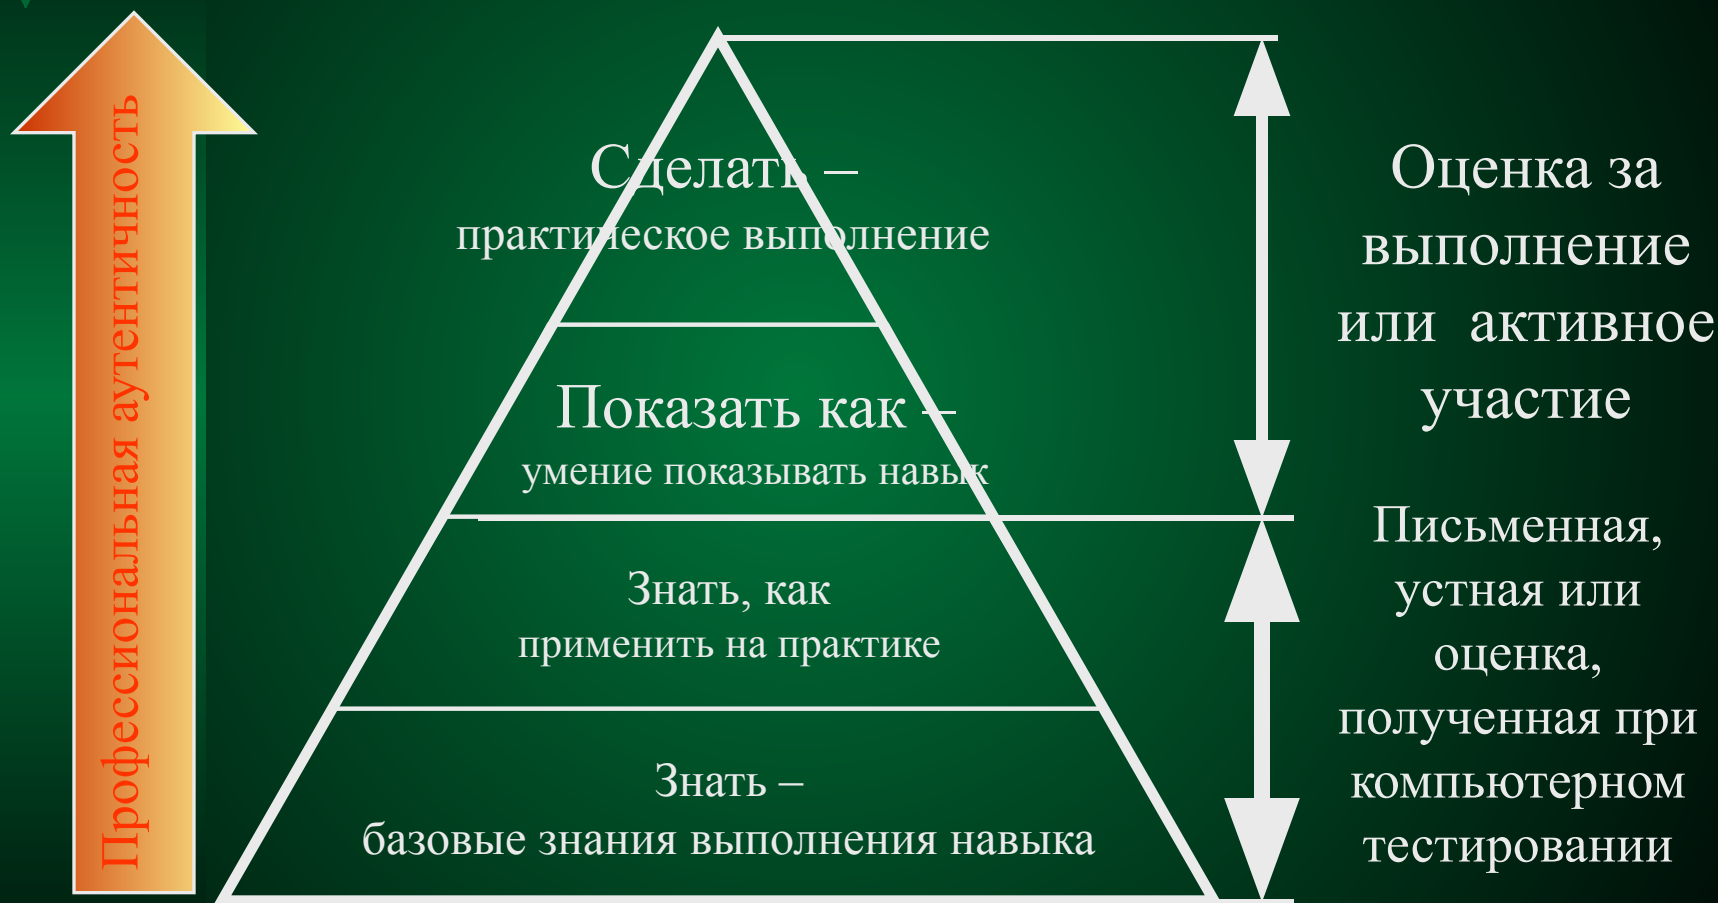 Профессиональная аутентичность
Сделать –
практическое выполнение
Показать как –
умение показывать навык
Знать, как
применить на практике
Знать –
базовые знания выполнения навыка
Оценка за
выполнение
или активное
участие
Письменная,
устная или
оценка,
полученная при
компьютерном
тестировании